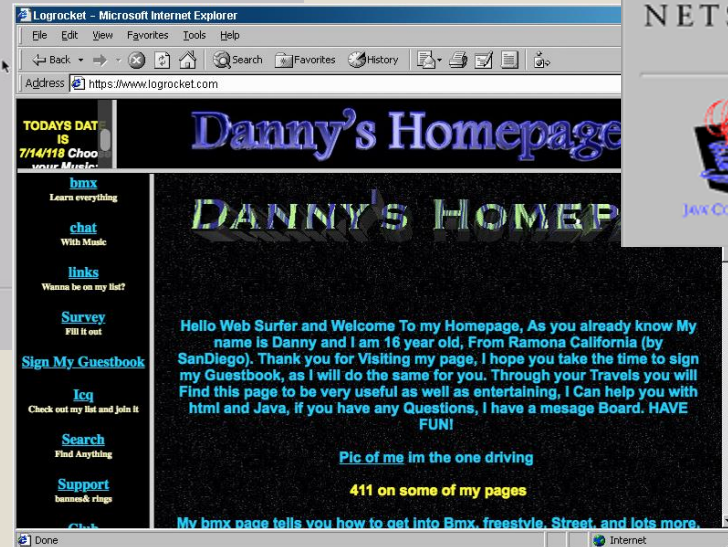 Logrocket - Microsoft Internet Explorer
File Edit View Favorites Tools Help
Back Search Favorites History
Address https://www.logrocket.com
TODAYS DATE
IS
7/14/118 Choose
your Music:
Danny's Homepage
bmx
Learn everything
chat
With Music
links
Wanna be on my list?
Survey
Fill it out
Sign My Guestbook
Icq
Check out my list and join it
Search
Find Anything
Support
bannes& rings
Club
DANNY'S HOMEP
Hello Web Surfer and Welcome To my Homepage, As you already know My
name is Danny and I am 16 year old, From Ramona California (by
SanDiego). Thank you for Visiting my page, I hope you take the time to sign
my Guestbook, as I will do the same for you. Through your Travels you will
Find this page to be very useful as well as entertaining, I Can help you with
html and Java, if you have any Questions, I have a mesage Board. HAVE
FUN!
Pic of me im the one driving
411 on some of my pages
My bmx page tells you how to get into Bmx, freestyle, Street, and lots more.
Done
Internet
NETS
JAVA CO